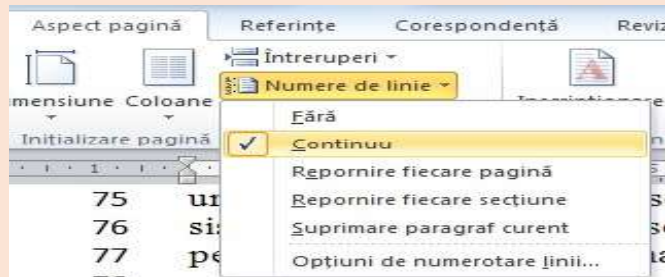 Aspect pagină Referințe Corespondență
Întreruperi
Numere de linie
Coloane
Inițializare pagină
Fără
Continuu
Repornire fiecare pagină
Repornire fiecare secțiune
Suprimare paragraf curent
Opțiuni de numerotare linii...
1
75
76
77